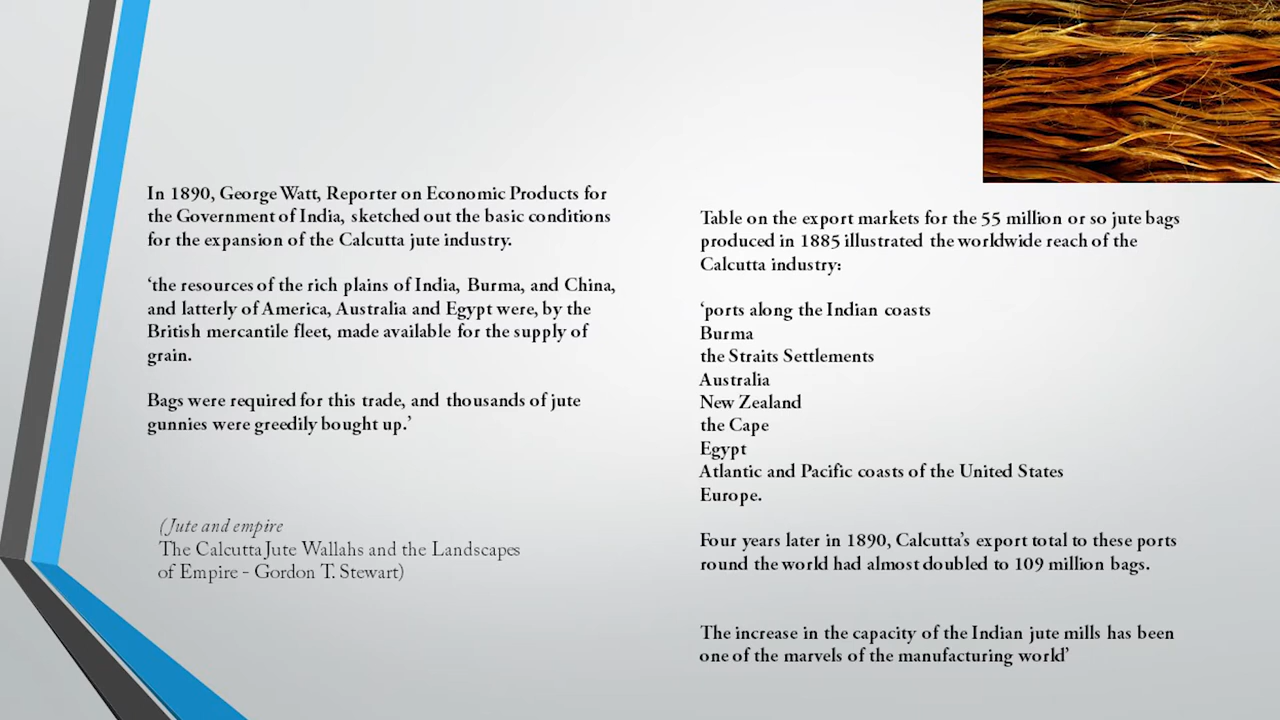 In 1890, George Watt, Reporter on Economic Products for
the Government of India, sketched out the basic conditions
for the expansion of the Calcutta jute industry.
‘the resources of the rich plains of India, Burma, and China,
and latterly of America, Australia and Egypt were, by the
British mercantile fleet, made available for the supply of
grain.
Bags were required for this trade, and thousands of jute
gunnies were greedily bought up.’
(Jute and empire
The Calcutta Jute Wallahs and the Landscapes
of Empire - Gordon T. Stewart)
Table on the export markets for the 55 million or so jute bags
produced in 1885 illustrated the worldwide reach of the
Calcutta industry:
‘ports along the Indian coasts
Burma
the Straits Settlements
Australia
New Zealand
the Cape
Egypt
Atlantic and Pacific coasts of the United States
Europe.
Four years later in 1890, Calcutta’s export total to these ports
round the world had almost doubled to 109 million bags.
The increase in the capacity of the Indian jute mills has been
one of the marvels of the manufacturing world’